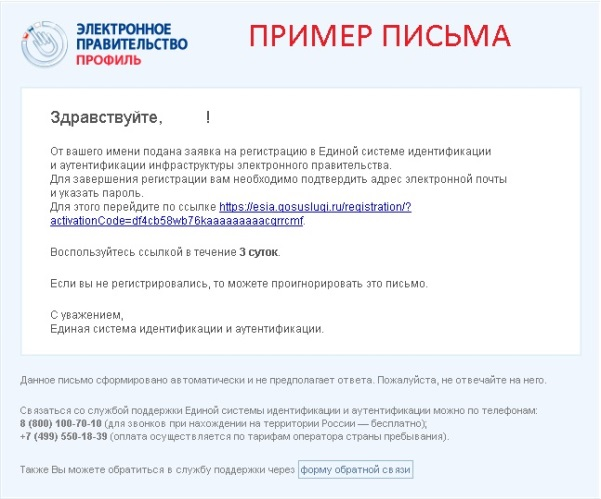 ЭЛЕКТРОННОЕ
ПРАВИТЕЛЬСТВО
ПРОФИЛЬ
ПРИМЕР ПИСЬМА
Здравствуйте, !
От вашего имени подана заявка на регистрацию в Единой системе идентификации
и аутентификации инфраструктуры электронного правительства.
Для завершения регистрации вам необходимо подтвердить адрес электронной почты
и указать пароль.
Для этого перейдите по ссылке https://esia.gosuslugi.ru/registration/?
activationCode=df4cb58wb76kaaaaaaaaacqrrcmf.
Воспользуйтесь ссылкой в течение 3 суток.
Если вы не регистрировались, то можете проигнорировать это письмо.
С уважением,
Единая система идентификации и аутентификации.
Данное письмо сформировано автоматически и не предполагает ответа. Пожалуйста, не отвечайте на него.
Связаться со службой поддержки Единой системы идентификации и аутентификации можно по телефонам:
8 (800) 100-70-10 (для звонков при нахождении на территории России — бесплатно);
+7 (499) 550-18-39 (оплата осуществляется по тарифам оператора страны пребывания).
Также Вы можете обратиться в службу поддержки через форму обратной связи